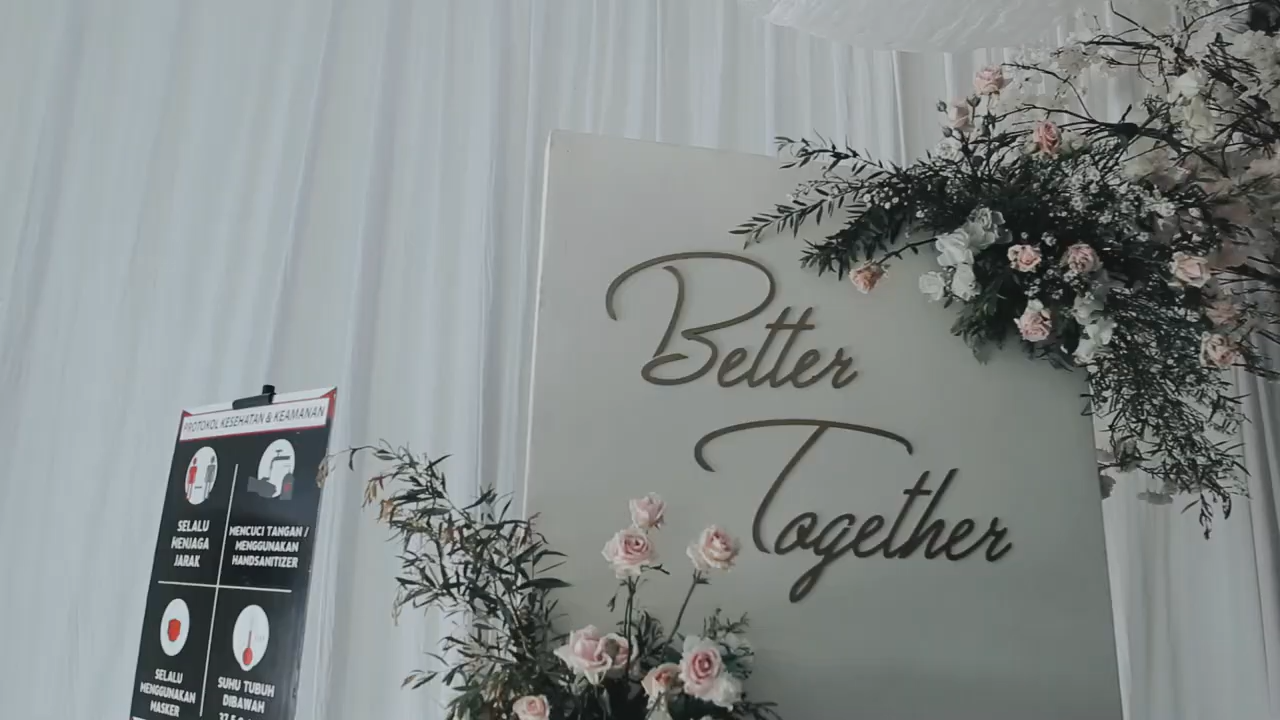 Better
Together
PROTOKOL KESEHATAN & KEAMANAN
SELALU
MENJAGA
JARAK
MENCUCI TANGAN /
MENGGUNAKAN
HANDSANITIZER
SELALU
MENGGUNAKAN
MASKER
SUHU TUBUH
DIBAWAH